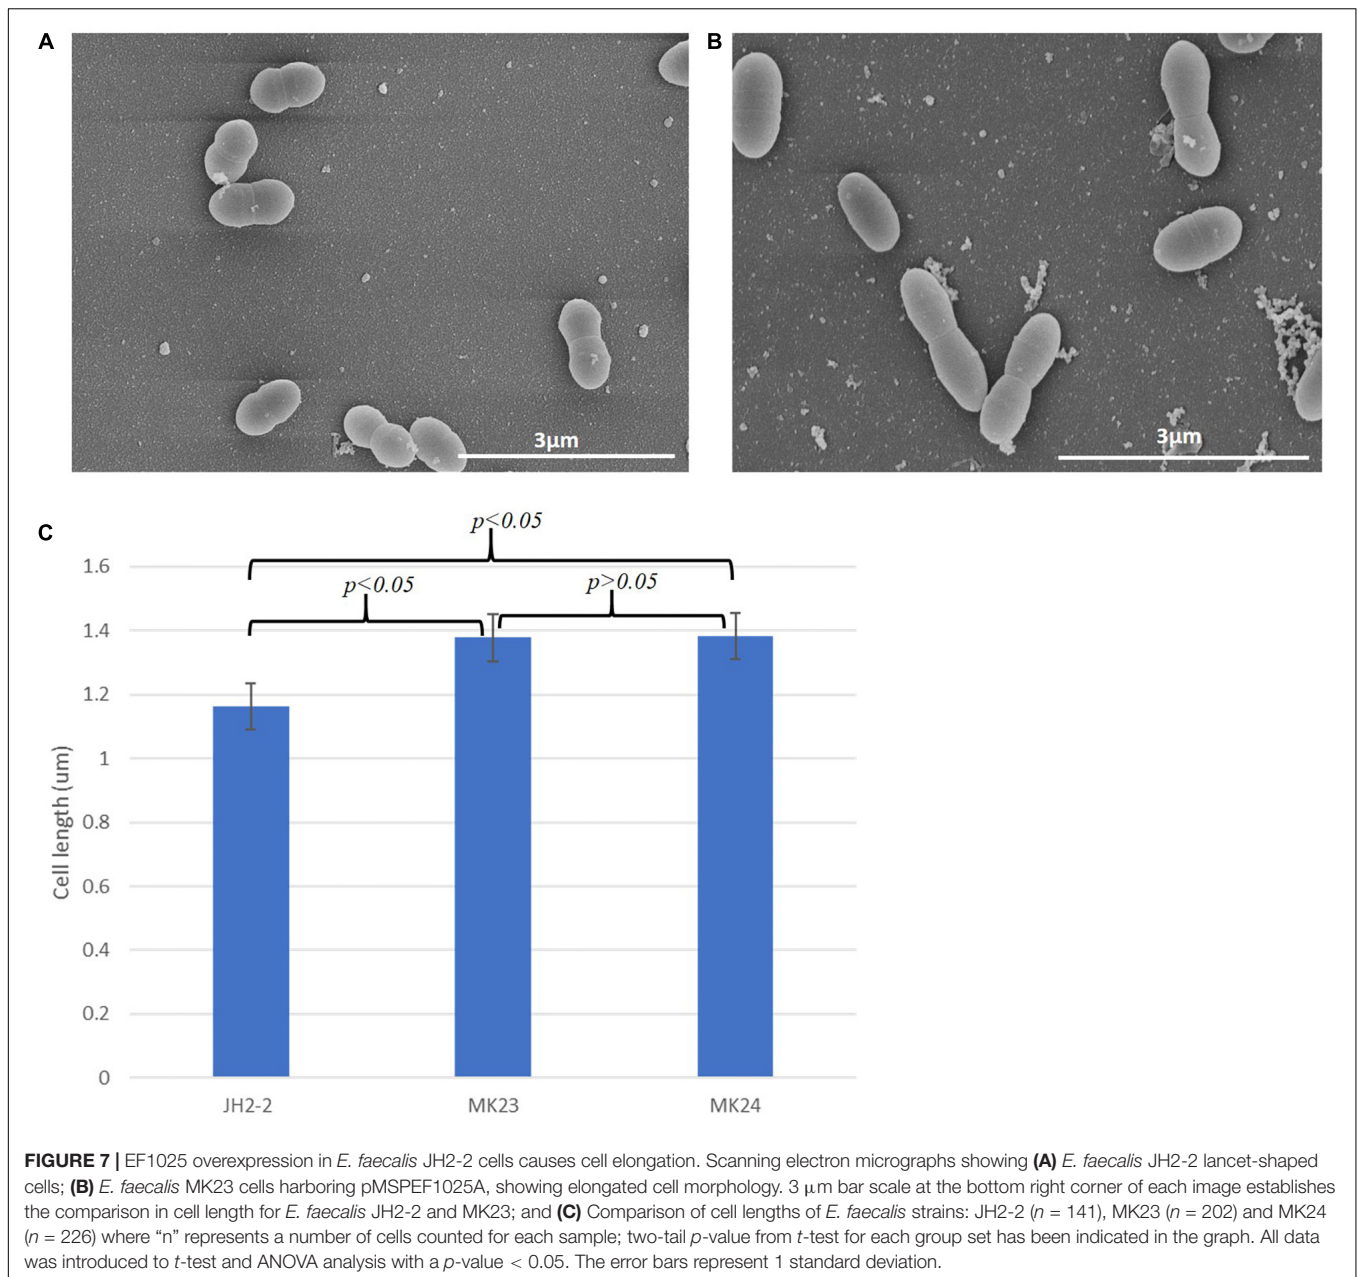 A
B
3μm
3μm
C
p<0.05
p<0.05
p>0.05
1.6
1.4
1.2
1
0.8
0.6
0.4
0.2
0
Cell length (um)
JH2-2
MK23
MK24
FIGURE 7 | EF1025 overexpression in E. faecalis JH2-2 cells causes cell elongation. Scanning electron micrographs showing (A) E. faecalis JH2-2 lancet-shaped
cells; (B) E. faecalis MK23 cells harboring pMSPEF1025A, showing elongated cell morphology. 3 μm bar scale at the bottom right corner of each image establishes
the comparison in cell length for E. faecalis JH2-2 and MK23; and (C) Comparison of cell lengths of E. faecalis strains: JH2-2 (n = 141), MK23 (n = 202) and MK24
(n = 226) where “n” represents a number of cells counted for each sample; two-tail p-value from t-test for each group set has been indicated in the graph. All data
was introduced to t-test and ANOVA analysis with a p-value < 0.05. The error bars represent 1 standard deviation.